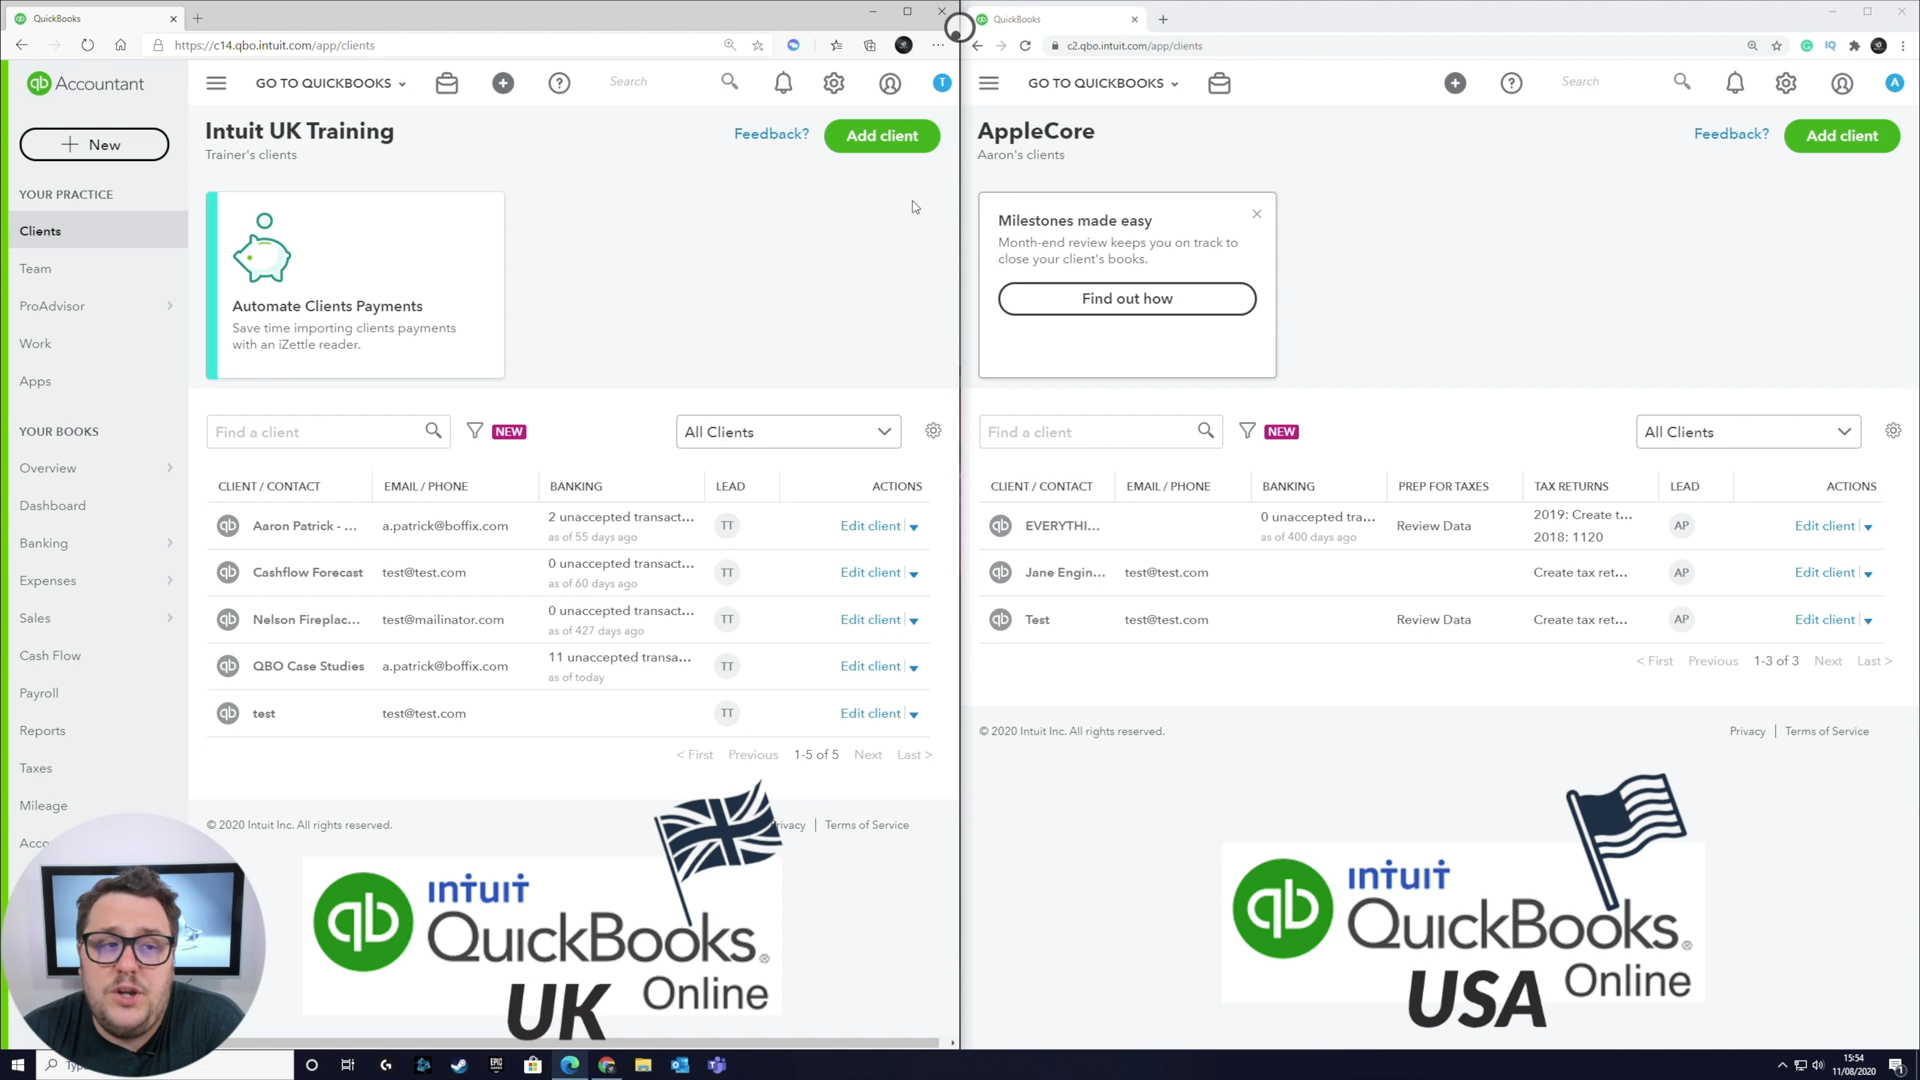 QuickBooks
https://c14.qbo.intuit.com/app/clients
qb Accountant
GO TO QUICKBOOKS
Search
T
New
YOUR PRACTICE
Clients
Team
ProAdvisor
Work
Apps
YOUR BOOKS
Overview
Dashboard
Banking
Expenses
Sales
Cash Flow
Payroll
Reports
Taxes
Mileage
Intuit UK Training
Trainer's clients
Feedback?
Add client
Automate Clients Payments
Save time importing clients payments
with an iZettle reader.
Find a client
NEW
All Clients
CLIENT / CONTACT EMAIL / PHONE BANKING LEAD ACTIONS
qb Aaron Patrick - ... a.patrick@boffix.com 2 unaccepted transact... TT Edit client
as of 55 days ago
qb Cashflow Forecast test@test.com 0 unaccepted transact... TT Edit client
as of 60 days ago
qb Nelson Fireplac... test@mailinator.com 0 unaccepted transact... TT Edit client
as of 427 days ago
qb QBO Case Studies a.patrick@boffix.com 11 unaccepted transa... TT Edit client
as of today
qb test test@test.com TT Edit client
< First Previous 1-5 of 5 Next Last >
© 2020 Intuit Inc. All rights reserved.
Terms of Service
qb intuit
QuickBooks.
UK Online
QuickBooks
c2.qbo.intuit.com/app/clients
IQ
GO TO QUICKBOOKS
Search
A
AppleCore
Aaron's clients
Feedback?
Add client
Milestones made easy
Month-end review keeps you on track to
close your client's books.
Find out how
Find a client
NEW
All Clients
CLIENT / CONTACT EMAIL / PHONE BANKING PREP FOR TAXES TAX RETURNS LEAD ACTIONS
qb EVERYTHI... 0 unaccepted tra... Review Data 2019: Create t... AP Edit client
as of 400 days ago 2018: 1120
qb Jane Engin... test@test.com Create tax ret... AP Edit client
qb Test test@test.com Review Data Create tax ret... AP Edit client
< First Previous 1-3 of 3 Next Last >
© 2020 Intuit Inc. All rights reserved.
Privacy
Terms of Service
qb intuit
QuickBooks.
USA Online
EPIC
15:54
11/08/2020